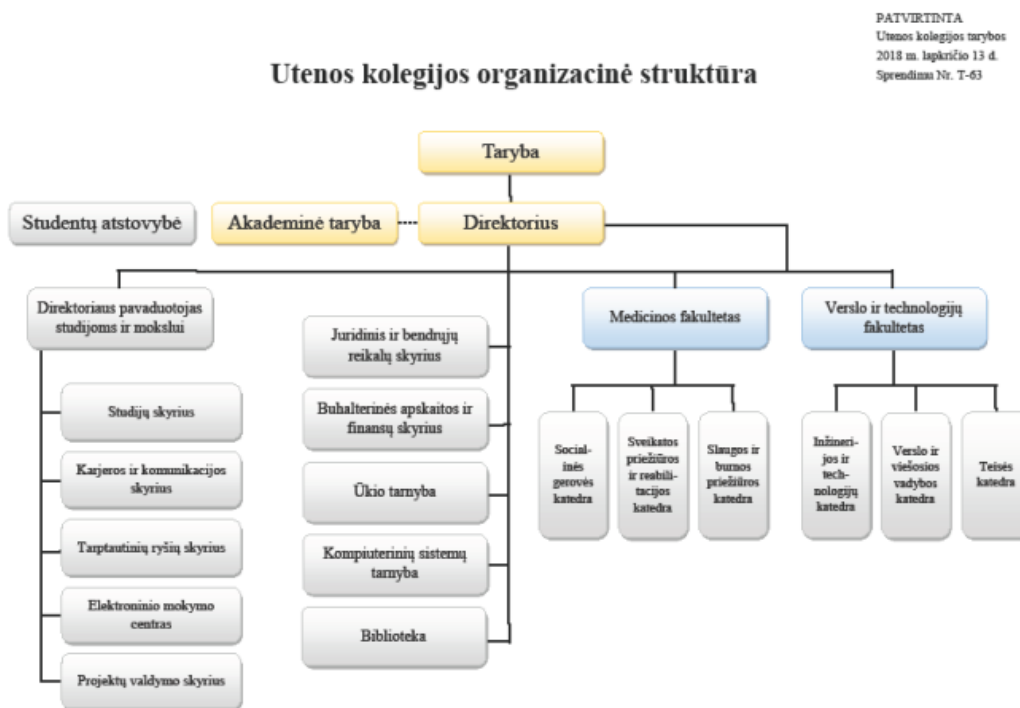 PATVIRTINTA
Utenos kolegijos tarybos
2018 m. lapkričio 13 d.
Sprendimu Nr. T-63
Utenos kolegijos organizacinė struktūra
Taryba
Studentų atstovybė
Akademinė taryba
Direktorius
Direktoriaus pavaduotojas
studijoms ir mokslui
Medicinos fakultetas
Verslo ir technologijų
fakultetas
Studijų skyrius
Karjeros ir komunikacijos
skyrius
Tarptautinių ryšių skyrius
Elektroninio mokymo
centras
Projektų valdymo skyrius
Juridinis ir bendrųjų
reikalų skyrius
Buhalterinės apskaitos ir
finansų skyrius
Ūkio tarnyba
Kompiuterinių sistemų
tarnyba
Biblioteka
Social-
inės
gerovės
katedra
Sveikatos
priežiūros
ir reabili-
tacijos
katedra
Slaugos ir
burnos
priežiūros
katedra
Inžineri-
jos ir
tech-
nologijų
katedra
Verslo ir
viešosios
vadybos
katedra
Teisės
katedra